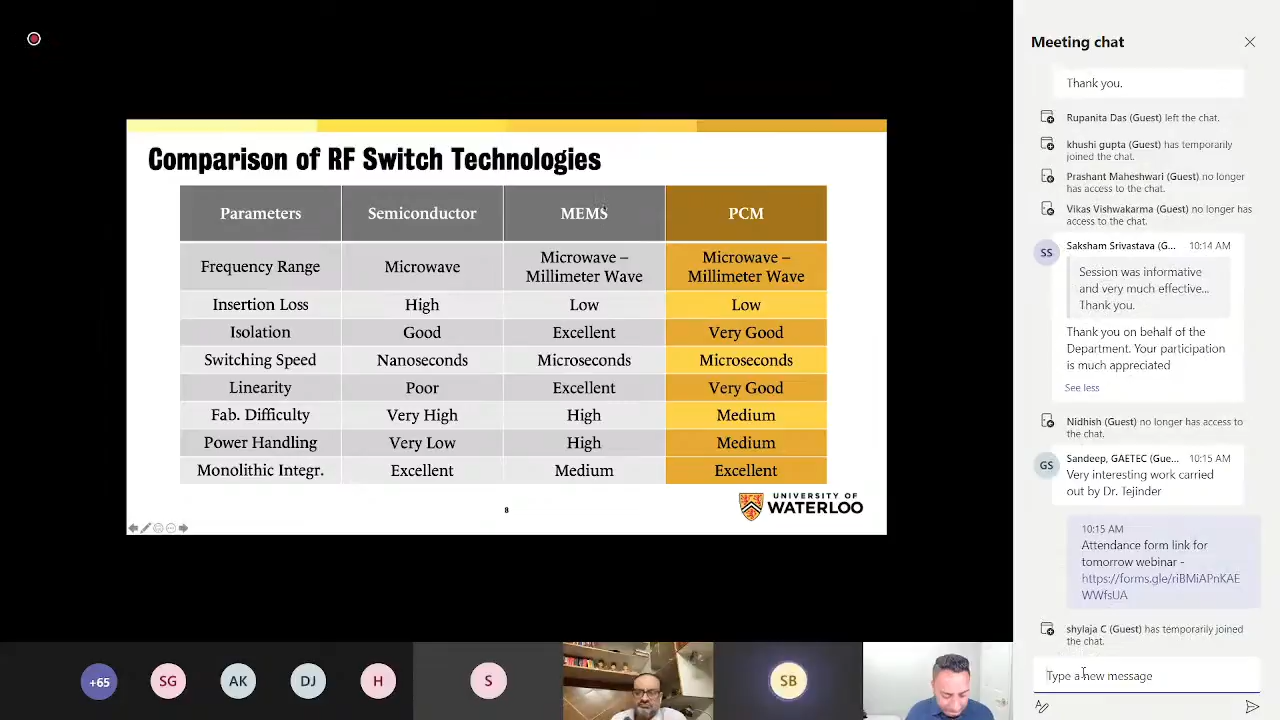 Comparison of RF Switch Technologies
Parameters Semiconductor MEMS PCM
Frequency Range Microwave Microwave – Millimeter Wave Microwave – Millimeter Wave
Insertion Loss High Low Low
Isolation Good Excellent Very Good
Switching Speed Nanoseconds Microseconds Microseconds
Linearity Poor Excellent Very Good
Fab. Difficulty Very High High Medium
Power Handling Very Low High Medium
Monolithic Integr. Excellent Medium Excellent
8
UNIVERSITY OF
WATERLOO
+65
SG
AK
DJ
H
S
SB
Meeting chat
Thank you.
Rupanita Das (Guest) left the chat.
khushi gupta (Guest) has temporarily
joined the chat.
Prashant Maheshwari (Guest) no longer
has access to the chat.
Vikas Vishwakarma (Guest) no longer has
access to the chat.
SS
Saksham Srivastava (G... 10:14 AM
Session was informative
and very much effective...
Thank you.
Thank you on behalf of the
Department. Your participation
is much appreciated
See less
Nidhish (Guest) no longer has access to
the chat.
GS
Sandeep, GAETEC (Gue... 10:15 AM
Very interesting work carried
out by Dr. Tejinder
10:15 AM
Attendance form link for
tomorrow webinar -
https://forms.gle/riBMiAPnKAE
WWfsUA
shylaja C (Guest) has temporarily joined
the chat.
Type a new message